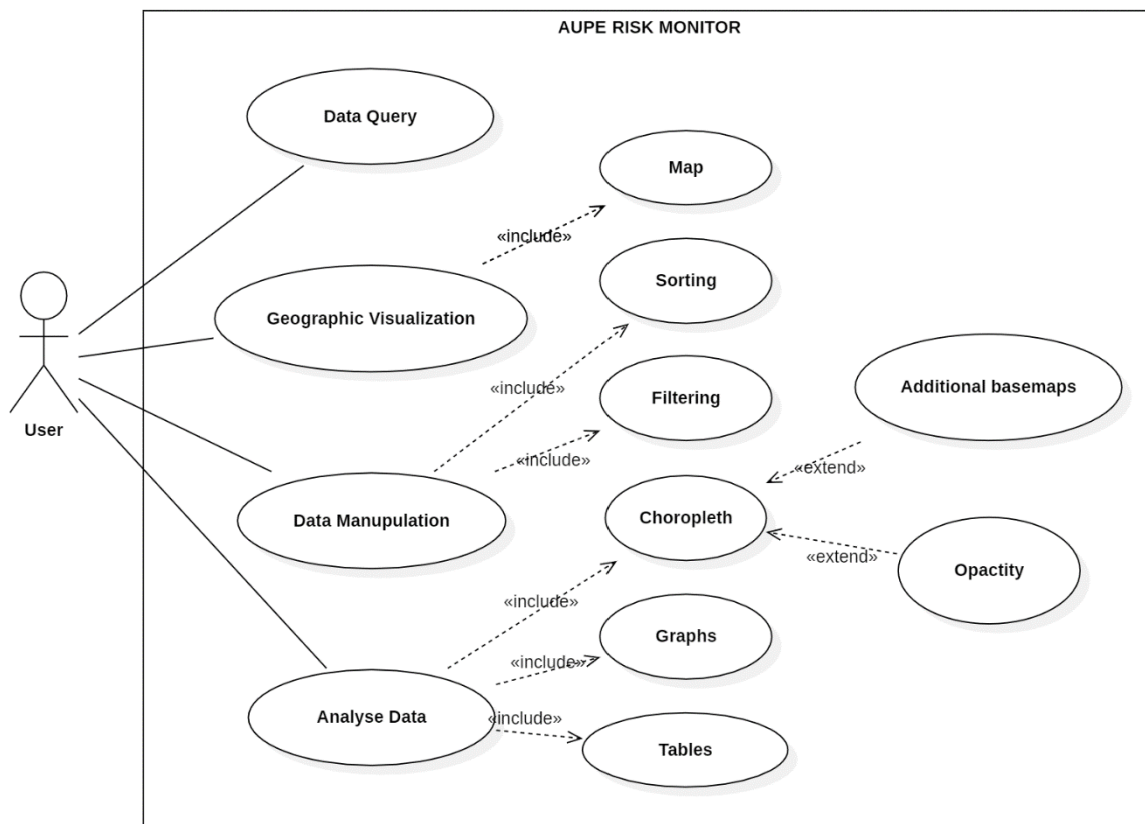 AUPE RISK MONITOR
Data Query
Map
«include»
Sorting
Geographic Visualization
«include»
Filtering
Additional basemaps
User
«include»
«extend»
Data Manupulation
Choropleth
«extend»
Opactity
«include»
Graphs
«include»
Analyse Data
«include»
Tables